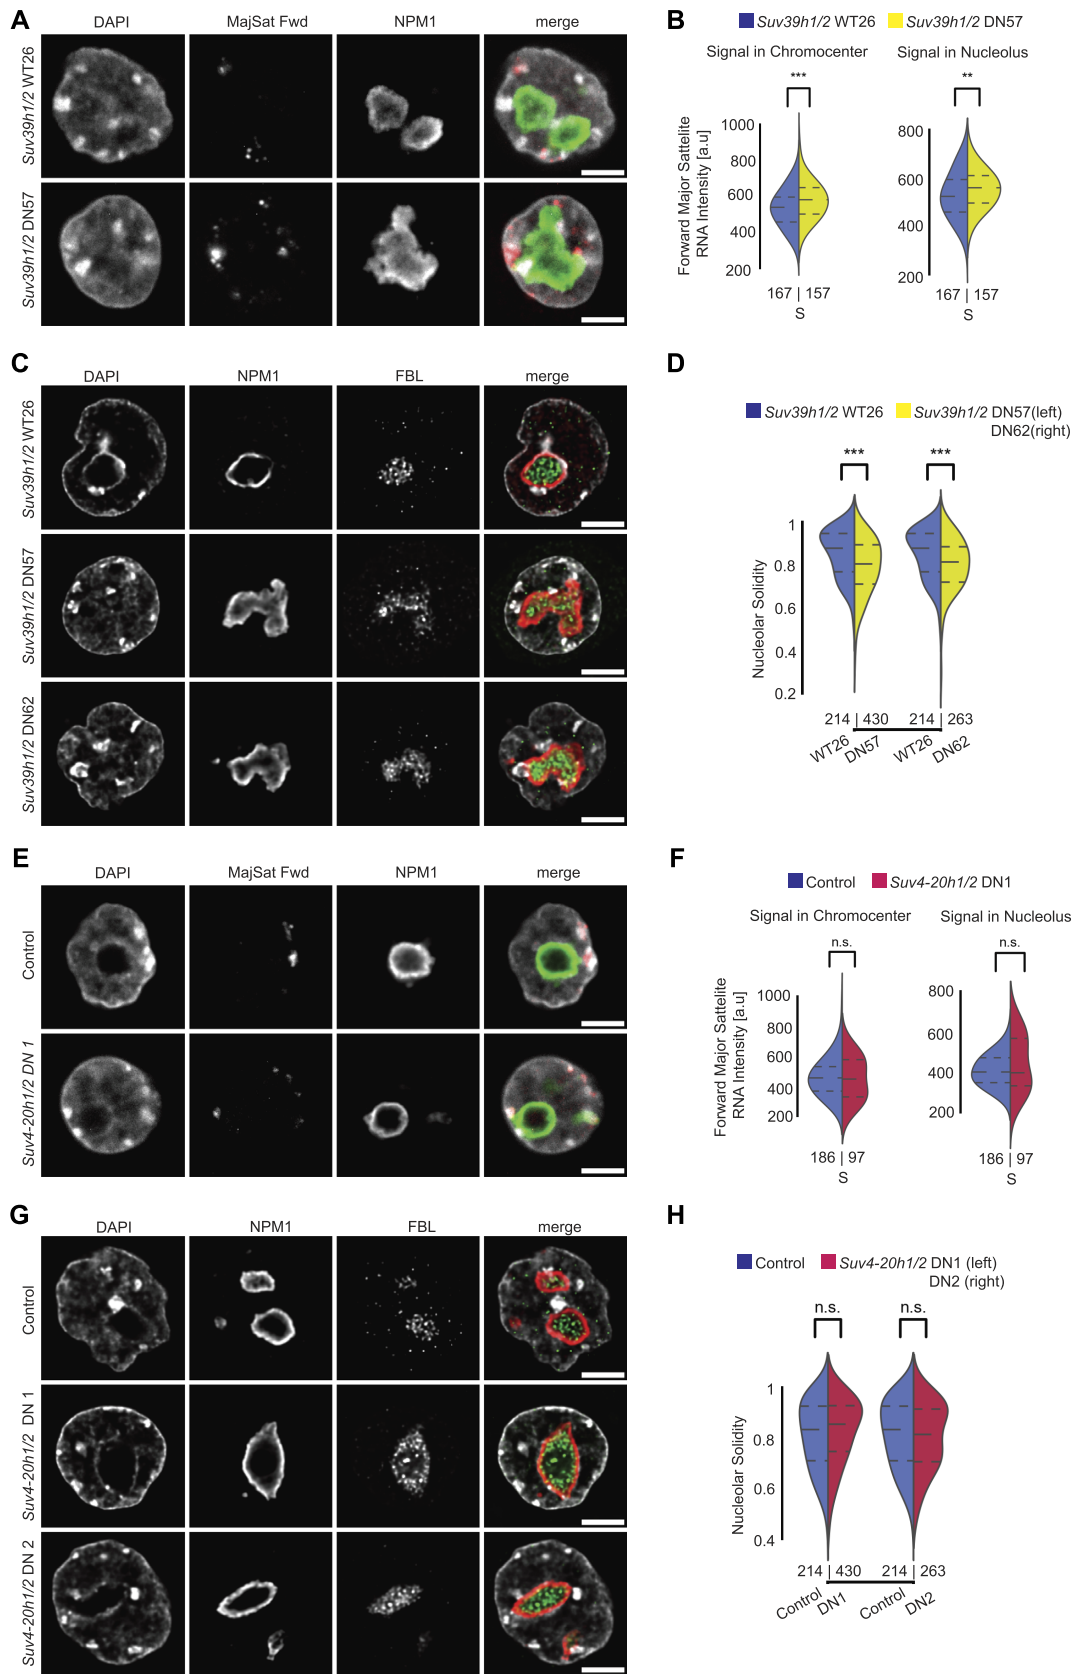 A
DAPI MajSat Fwd NPM1 merge
Suv39h1/2 WT26
Suv39h1/2 DN57
B
Suv39h1/2 WT26 Suv39h1/2 DN57
Signal in Chromocenter Signal in Nucleolus
*** **
Forward Major Sattelite
RNA Intensity [a.u]
1000
800
600
400
200
800
600
400
200
167 | 157 167 | 157
S S
C
DAPI NPM1 FBL merge
Suv39h1/2 WT26
Suv39h1/2 DN57
Suv39h1/2 DN62
D
Suv39h1/2 WT26 Suv39h1/2 DN57(left)
DN62(right)
*** ***
Nucleolar Solidity
1
0.8
0.6
0.4
0.2
214 | 430 214 | 263
WT26 DN57 WT26 DN62
E
DAPI MajSat Fwd NPM1 merge
Control
Suv4-20h1/2 DN 1
F
Control Suv4-20h1/2 DN1
Signal in Chromocenter Signal in Nucleolus
n.s. n.s.
Forward Major Sattelite
RNA Intensity [a.u]
1000
800
600
400
200
800
600
400
200
186 | 97 186 | 97
S S
G
DAPI NPM1 FBL merge
Control
Suv4-20h1/2 DN 1
Suv4-20h1/2 DN 2
H
Control Suv4-20h1/2 DN1 (left)
DN2 (right)
n.s. n.s.
Nucleolar Solidity
1
0.8
0.6
0.4
214 | 430 214 | 263
Control DN1 Control DN2